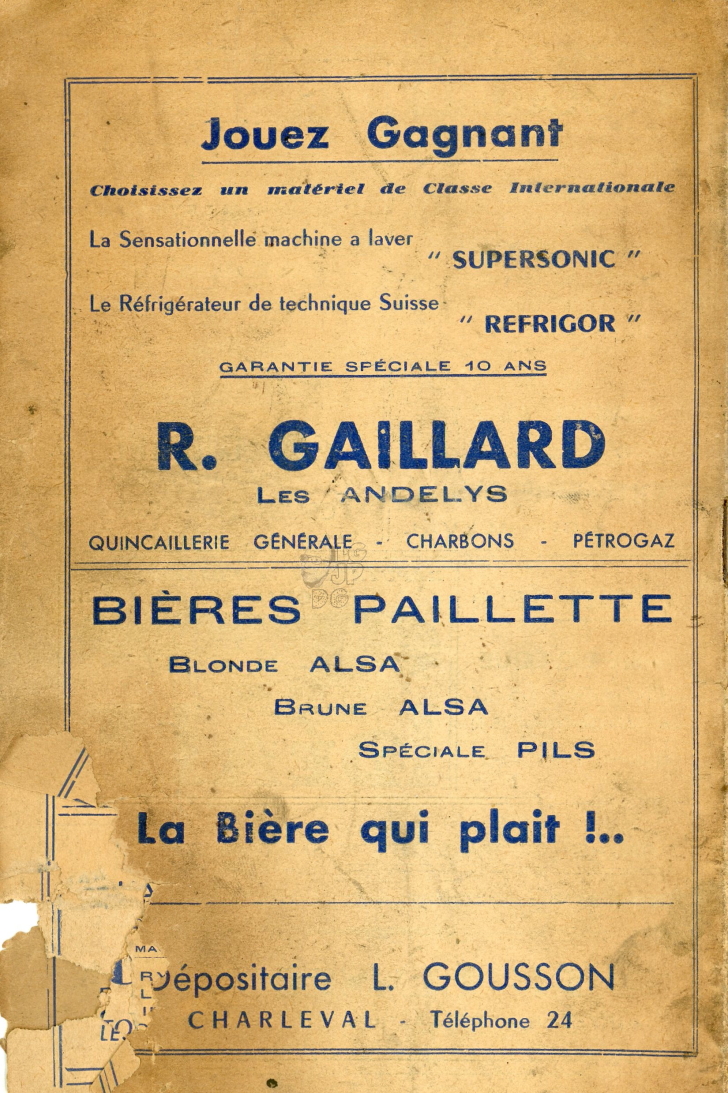 Jouez Gagnant
Choisissez un matériel de Classe Internationale
La Sensationnelle machine a laver
" SUPERSONIC "
Le Réfrigérateur de technique Suisse
" REFRIGOR "
GARANTIE SPÉCIALE 10 ANS
R. GAILLARD
LES ANDELYS
QUINCAILLERIE GÉNÉRALE - CHARBONS - PÉTROGAZ
BIÈRES PAILLETTE
BLONDE ALSA
BRUNE ALSA
SPÉCIALE PILS
La Bière qui plait !..
MA
Dépositaire L. GOUSSON
CHARLEVAL - Téléphone 24